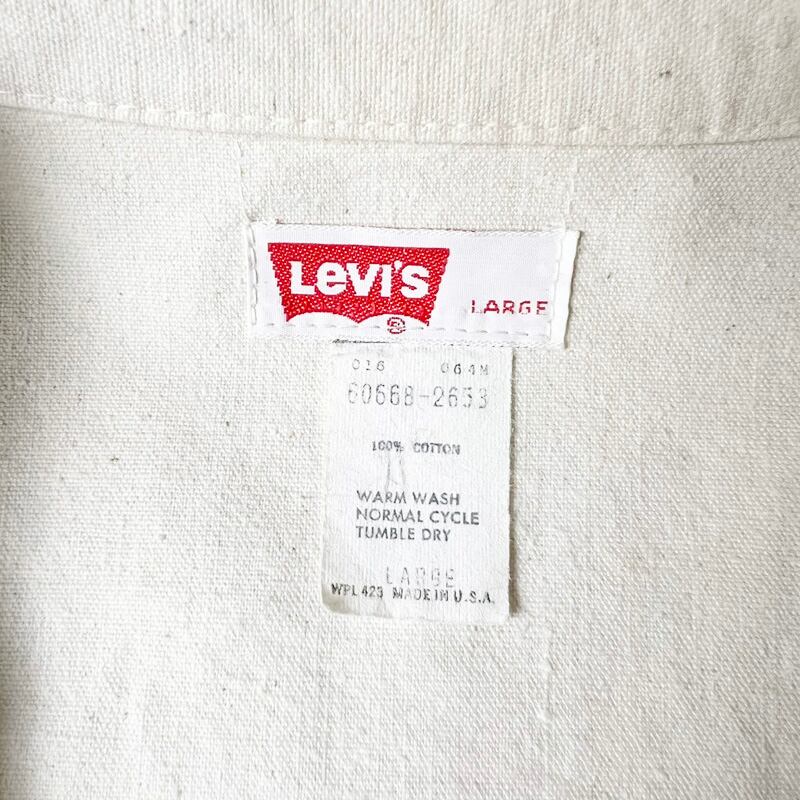 LEVI'S
LARGE
®
016 064M
60668-2653
100% COTTON
WARM WASH
NORMAL CYCLE
TUMBLE DRY
LARGE
WPL 423 MADE IN U.S.A.